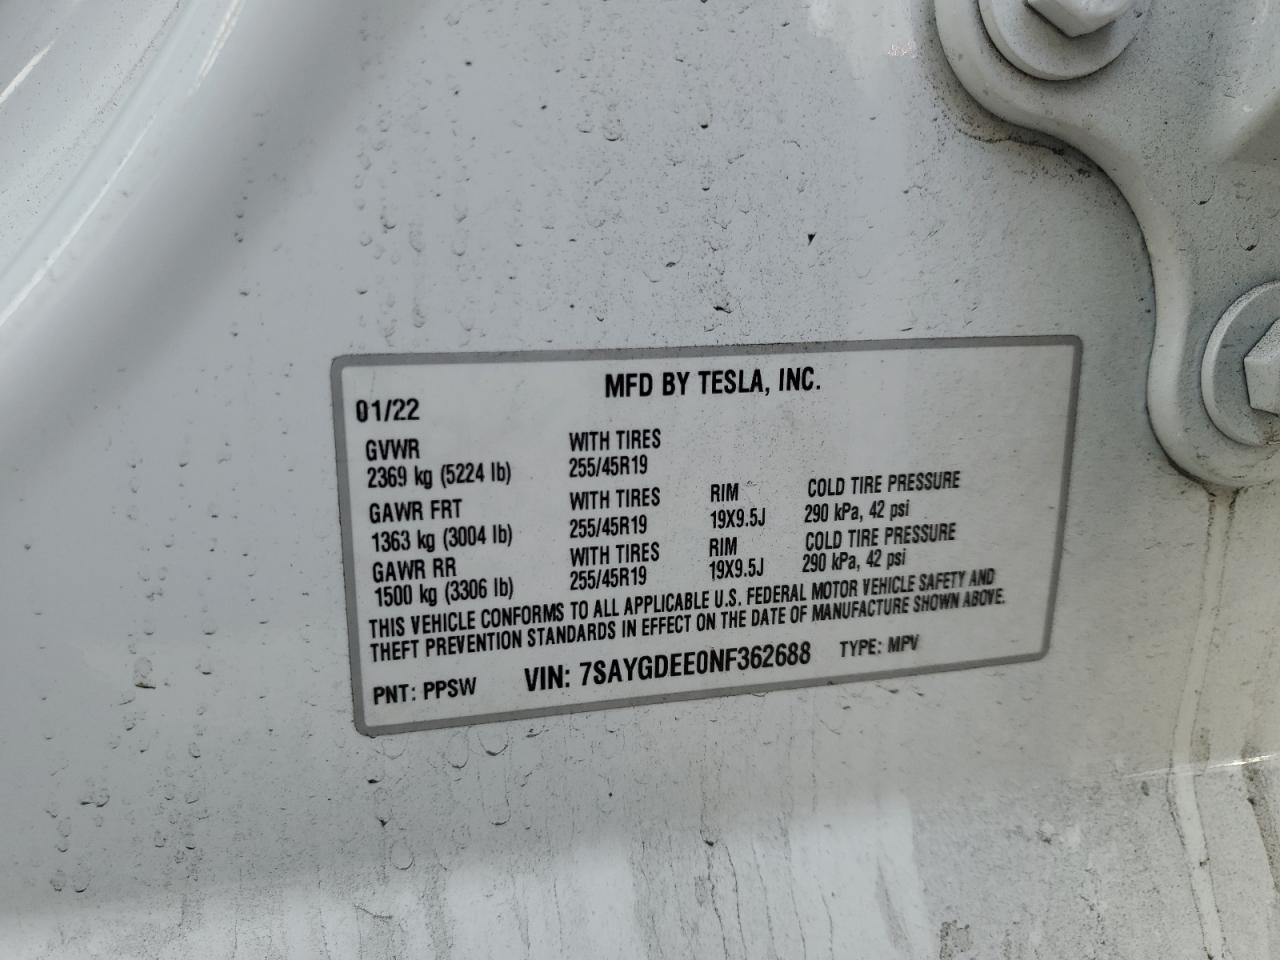 MFD BY TESLA, INC.
01/22
GVWR WITH TIRES
2369 kg (5224 lb) 255/45R19
GAWR FRT WITH TIRES RIM COLD TIRE PRESSURE
1363 kg (3004 lb) 255/45R19 19X9.5J 290 kPa, 42 psi
GAWR RR WITH TIRES RIM COLD TIRE PRESSURE
1500 kg (3306 lb) 255/45R19 19X9.5J 290 kPa, 42 psi
THIS VEHICLE CONFORMS TO ALL APPLICABLE U.S. FEDERAL MOTOR VEHICLE SAFETY AND
THEFT PREVENTION STANDARDS IN EFFECT ON THE DATE OF MANUFACTURE SHOWN ABOVE.
PNT: PPSW VIN: 7SAYGDEE0NF362688 TYPE: MPV